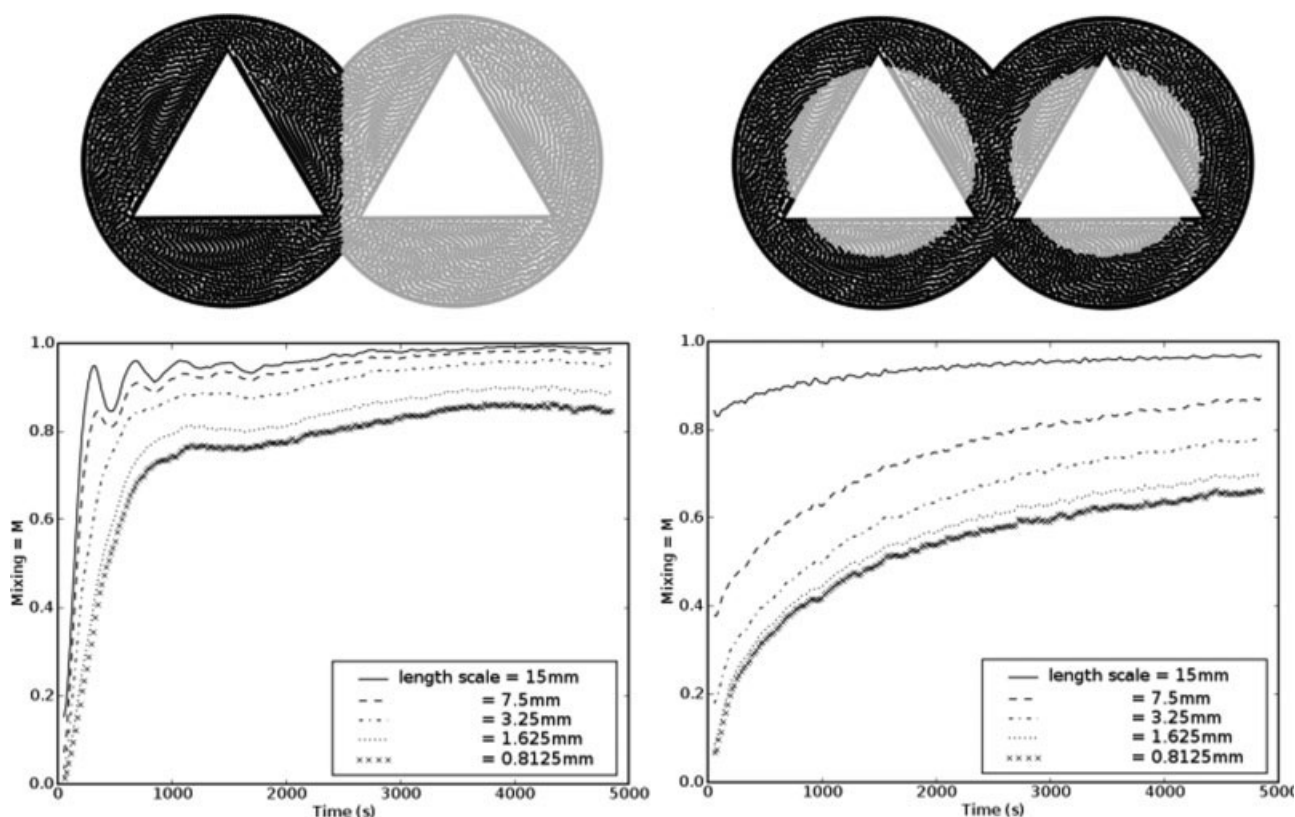 1.0
0.8
0.6
0.4
0.2
0.0
Mixing = M
0
1000
2000
3000
4000
5000
Time (s)
length scale = 15mm
= 7.5mm
= 3.25mm
= 1.625mm
= 0.8125mm
1.0
0.8
0.6
0.4
0.2
0.0
Mixing = M
0
1000
2000
3000
4000
5000
Time (s)
length scale = 15mm
= 7.5mm
= 3.25mm
= 1.625mm
= 0.8125mm